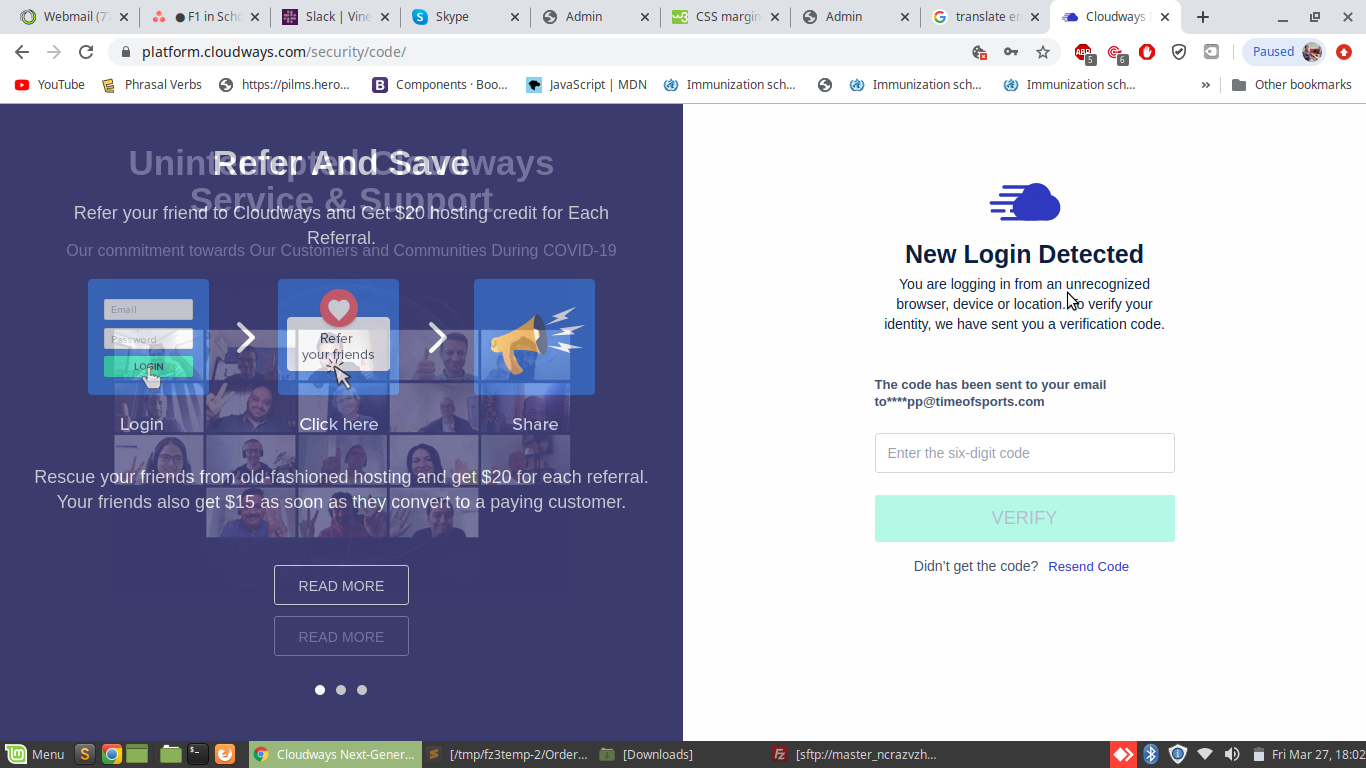 Webmail (7
F1 in Scho
Slack | Vine
Skype
Admin
CSS margin
Admin
translate en
Cloudways
platform.cloudways.com/security/code/
ABP
5
6
Paused
YouTube
Phrasal Verbs
https://pilms.hero...
B
Components · Boo...
JavaScript | MDN
Immunization sch...
Immunization sch...
Immunization sch...
»
Other bookmarks
Uninterrupted Cloudways
Service & Support
Our commitment towards Our Customers and Communities During COVID-19
Refer And Save
Refer your friend to Cloudways and Get $20 hosting credit for Each
Referral.
Email
Password
LOGIN
Refer
your friends
Login
Click here
Share
Rescue your friends from old-fashioned hosting and get $20 for each referral.
Your friends also get $15 as soon as they convert to a paying customer.
READ MORE
READ MORE
New Login Detected
You are logging in from an unrecognized
browser, device or location. To verify your
identity, we have sent you a verification code.
The code has been sent to your email
to****pp@timeofsports.com
Enter the six-digit code
VERIFY
Didn’t get the code? Resend Code
Menu
S
Cloudways Next-Gener...
[/tmp/fz3temp-2/Order...
[Downloads]
Fz
[sftp://master_ncrazvzh...
Fri Mar 27, 18:02